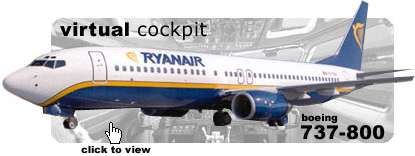 virtual cockpit
RYANAIR
boeing
737-800
click to view